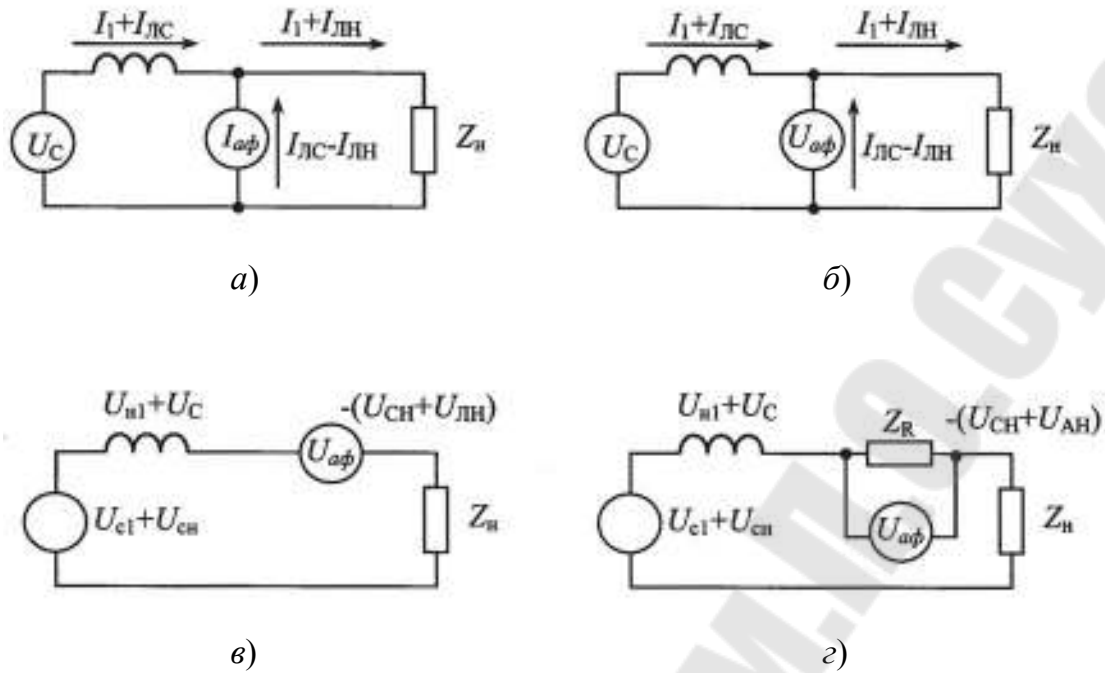 I₁+IЛС I₁+IЛН
UС Iаф IЛС-IЛН Zн
а)
I₁+IЛС I₁+IЛН
UС Uаф IЛС-IЛН Zн
б)
Uн1+UС -(UСН+UЛН)
Uаф
Uс1+Uсн Zн
в)
Uн1+UС ZR -(UСН+UАН)
Uс1+Uсн Uаф Zн
г)